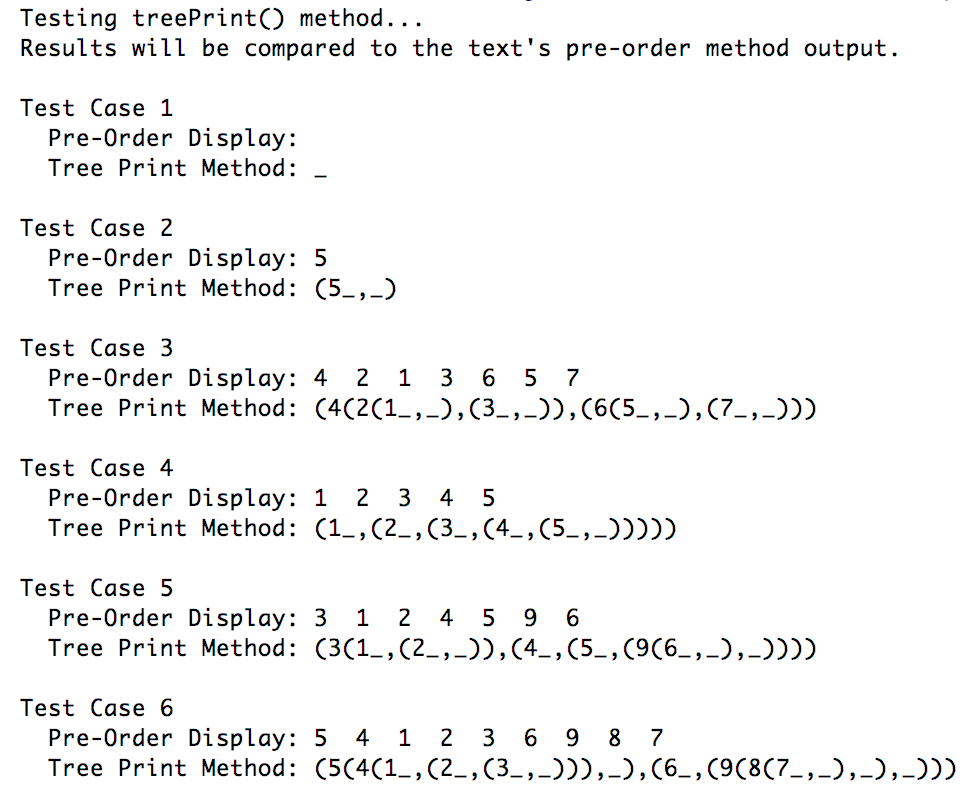 Testing treePrint() method...
Results will be compared to the text's pre-order method output.
Test Case 1
Pre-Order Display:
Tree Print Method: _
Test Case 2
Pre-Order Display: 5
Tree Print Method: (5_,_)
Test Case 3
Pre-Order Display: 4 2 1 3 6 5 7
Tree Print Method: (4(2(1_,_),(3_,_)),(6(5_,_),(7_,_)))
Test Case 4
Pre-Order Display: 1 2 3 4 5
Tree Print Method: (1_,(2_,(3_,(4_,(5_,_)))))
Test Case 5
Pre-Order Display: 3 1 2 4 5 9 6
Tree Print Method: (3(1_,(2_,_)),(4_,(5_,(9(6_,_),_))))
Test Case 6
Pre-Order Display: 5 4 1 2 3 6 9 8 7
Tree Print Method: (5(4(1_,(2_,(3_,_))),_),(6_,(9(8(7_,_),_),_)))